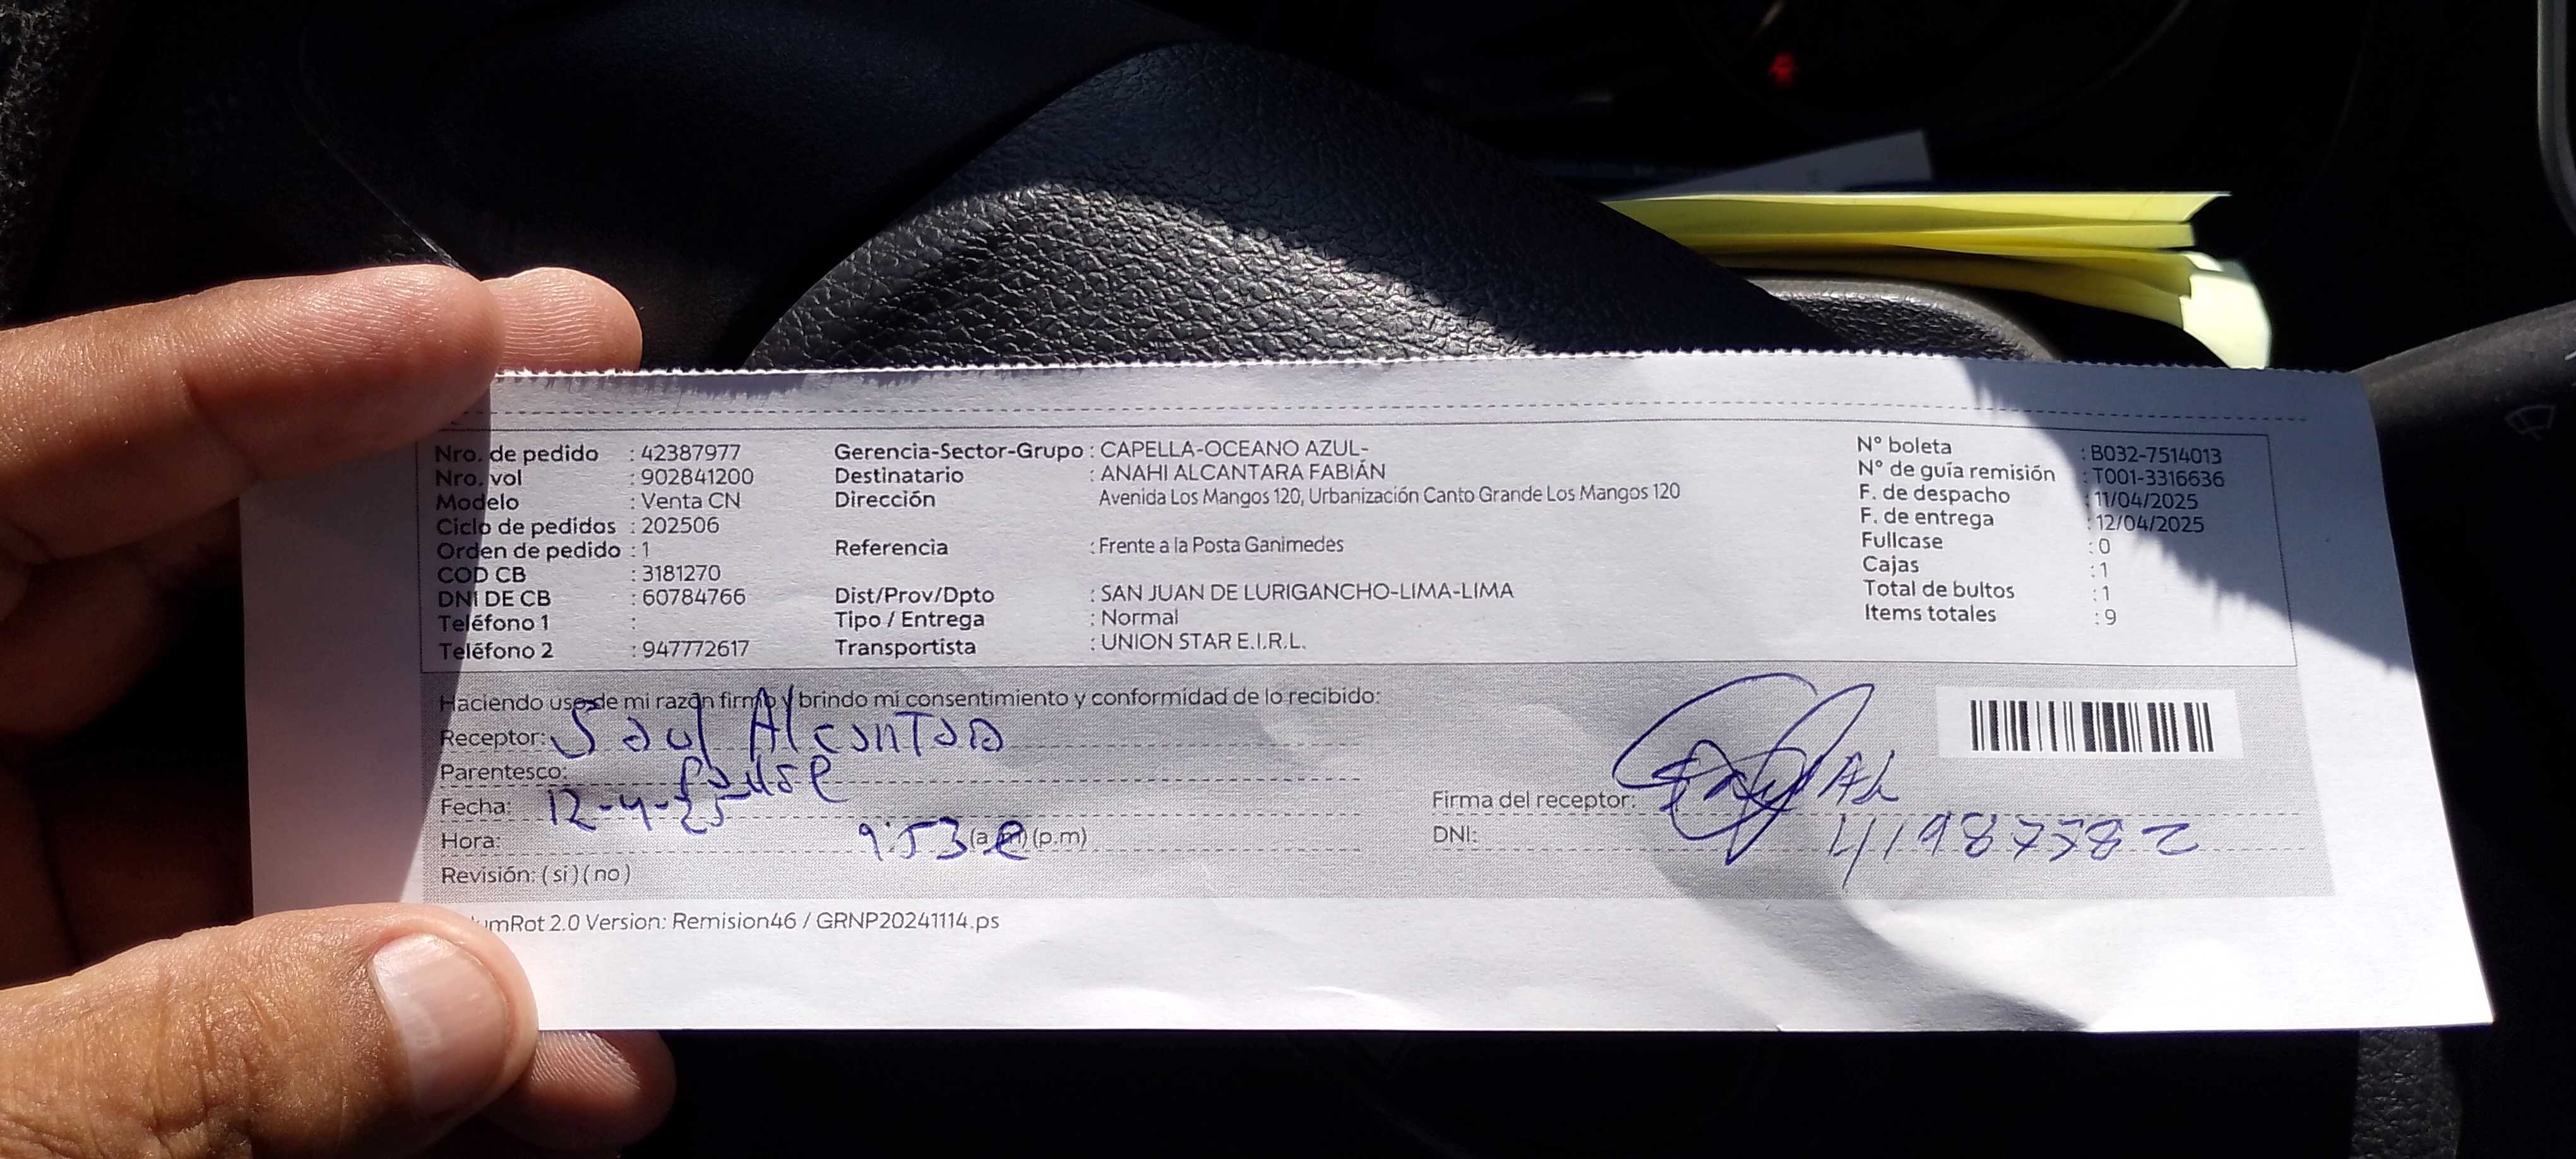 Nro. de pedido : 42387977
Nro. vol : 902841200
Modelo : Venta CN
Ciclo de pedidos : 202506
Orden de pedido : 1
COD CB : 3181270
DNI DE CB : 60784766
Teléfono 1 :
Teléfono 2 : 947772617
Gerencia-Sector-Grupo : CAPELLA-OCEANO AZUL-
Destinatario : ANAHI ALCANTARA FABIÁN
Dirección Avenida Los Mangos 120, Urbanización Canto Grande Los Mangos 120
Referencia : Frente a la Posta Ganimedes
Dist/Prov/Dpto : SAN JUAN DE LURIGANCHO-LIMA-LIMA
Tipo / Entrega : Normal
Transportista : UNION STAR E.I.R.L.
N° boleta : B032-7514013
N° de guía remisión : T001-3316636
F. de despacho : 11/04/2025
F. de entrega : 12/04/2025
Fullcase : 0
Cajas : 1
Total de bultos : 1
Items totales : 9
Haciendo uso de mi razón firmo y brindo mi consentimiento y conformidad de lo recibido:
Receptor: Saul Alcantara
Parentesco: Padre
Fecha: 12-4-25
Hora: 9:53 (a.m) (p.m)
Revisión: ( si ) ( no )
Firma del receptor:
DNI: 41987582
umRot 2.0 Version: Remision46 / GRNP20241114.ps